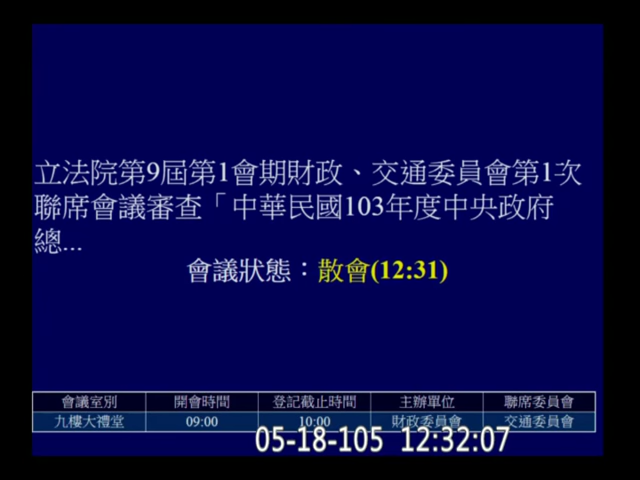 立法院第9屆第1會期財政、交通委員會第1次
聯席會議審查「中華民國103年度中央政府
總...
會議狀態：散會(12:31)
會議室別 開會時間 登記截止時間 主辦單位 聯席委員會
九樓大禮堂 09:00 10:00 財政委員會 交通委員會
05-18-105 12:32:07